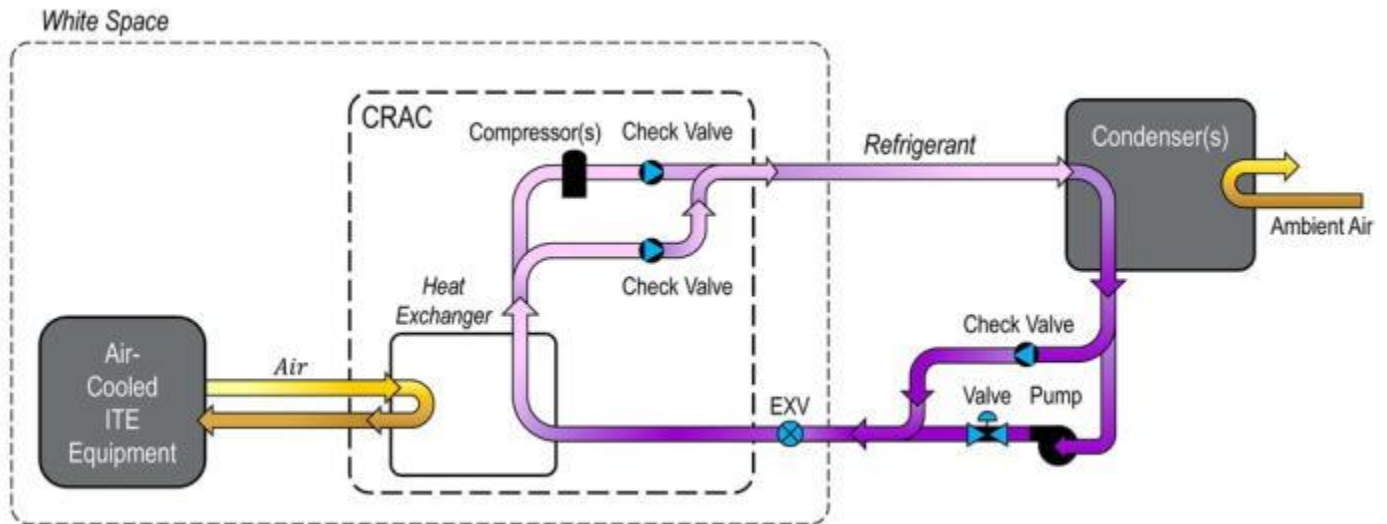 White Space
CRAC
Compressor(s)
Check Valve
Refrigerant
Condenser(s)
Ambient Air
Check Valve
Heat
Exchanger
Check Valve
Air-
Cooled
ITE
Equipment
Air
EXV
Valve
Pump